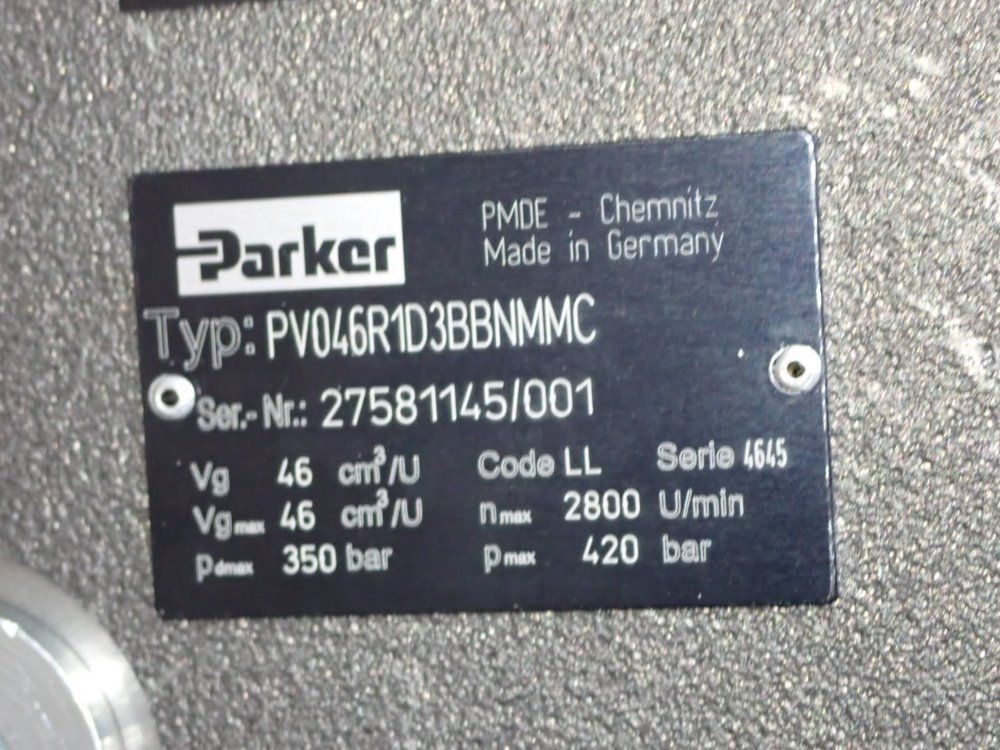 Parker
PMDE - Chemnitz
Made in Germany
Typ: PV046R1D3BBNMMC
Ser.-Nr.: 27581145/001
Vg 46 cm³/U Code LL Serie 4645
Vgmax 46 cm³/U nmax 2800 U/min
pdmax 350 bar pmax 420 bar